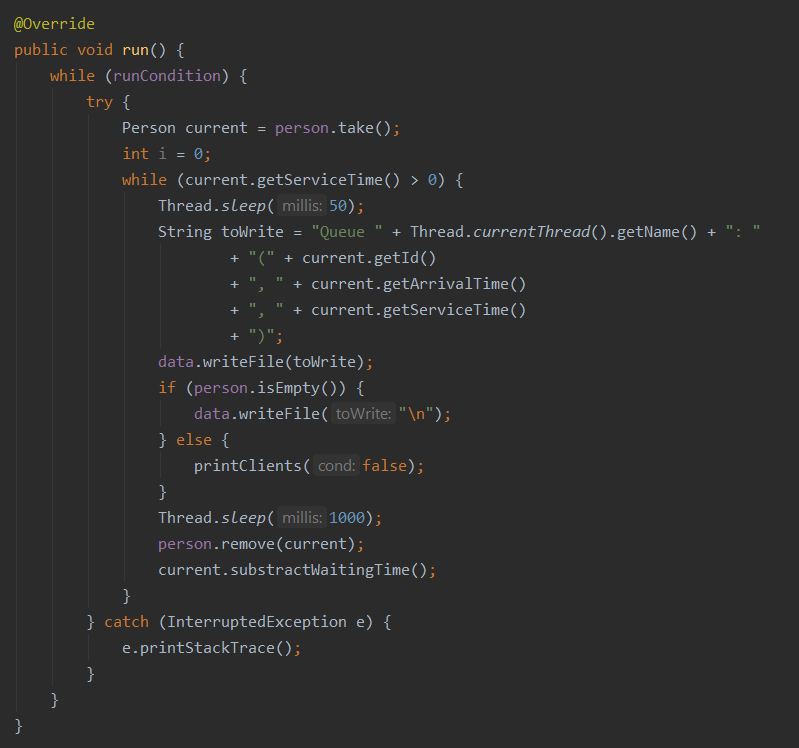 @Override
public void run() {
    while (runCondition) {
        try {
            Person current = person.take();
            int i = 0;
            while (current.getServiceTime() > 0) {
                Thread.sleep( millis: 50);
                String toWrite = "Queue " + Thread.currentThread().getName() + ": "
                        + "(" + current.getId()
                        + ", " + current.getArrivalTime()
                        + ", " + current.getServiceTime()
                        + ")";
                data.writeFile(toWrite);
                if (person.isEmpty()) {
                    data.writeFile( toWrite: "\n");
                } else {
                    printClients( cond: false);
                }
                Thread.sleep( millis: 1000);
                person.remove(current);
                current.substractWaitingTime();
            }
        } catch (InterruptedException e) {
            e.printStackTrace();
        }
    }
}